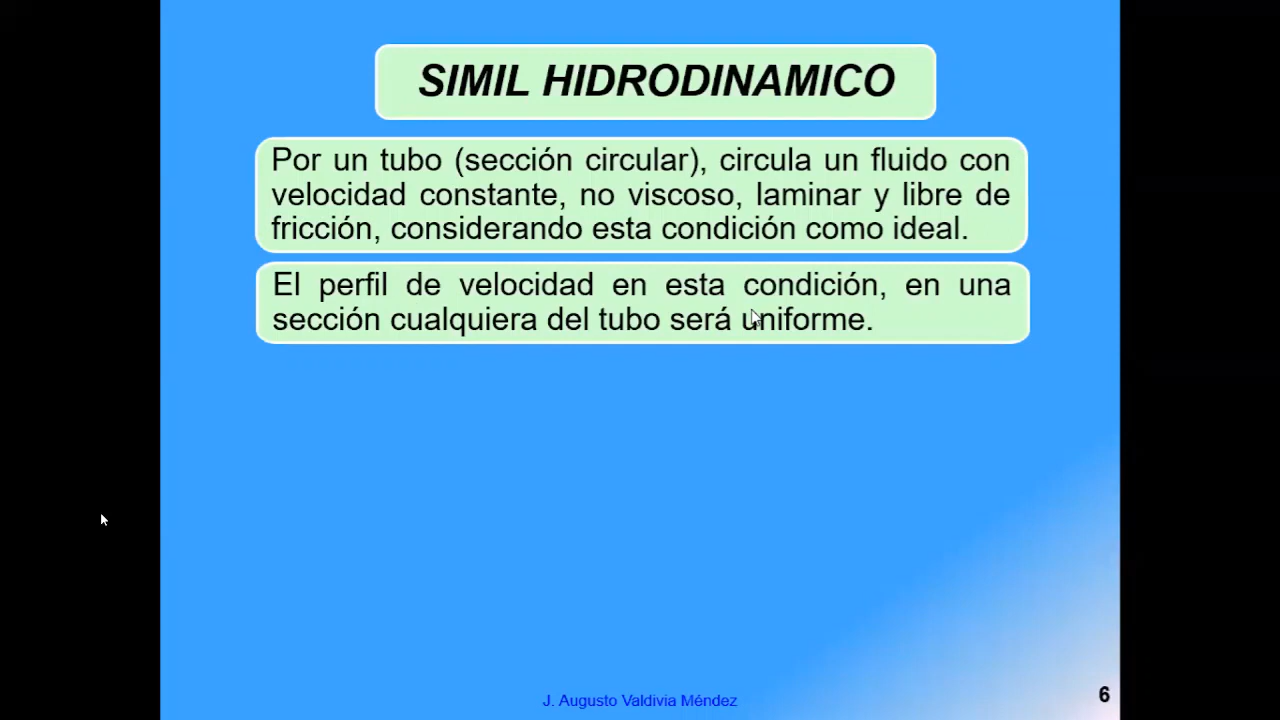 SIMIL HIDRODINAMICO
Por un tubo (sección circular), circula un fluido con
velocidad constante, no viscoso, laminar y libre de
fricción, considerando esta condición como ideal.
El perfil de velocidad en esta condición, en una
sección cualquiera del tubo será uniforme.
J. Augusto Valdivia Méndez
6